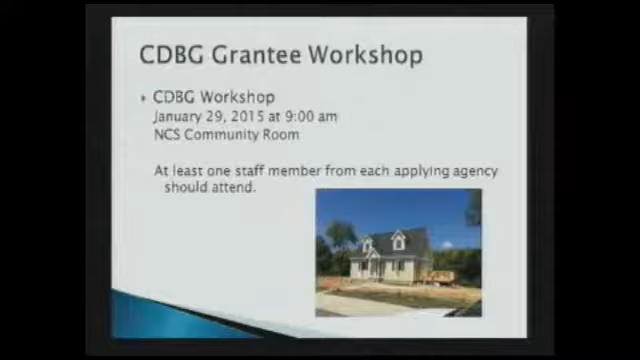 CDBG Grantee Workshop
CDBG Workshop
January 29, 2015 at 9:00 am
NCS Community Room
At least one staff member from each applying agency
should attend.